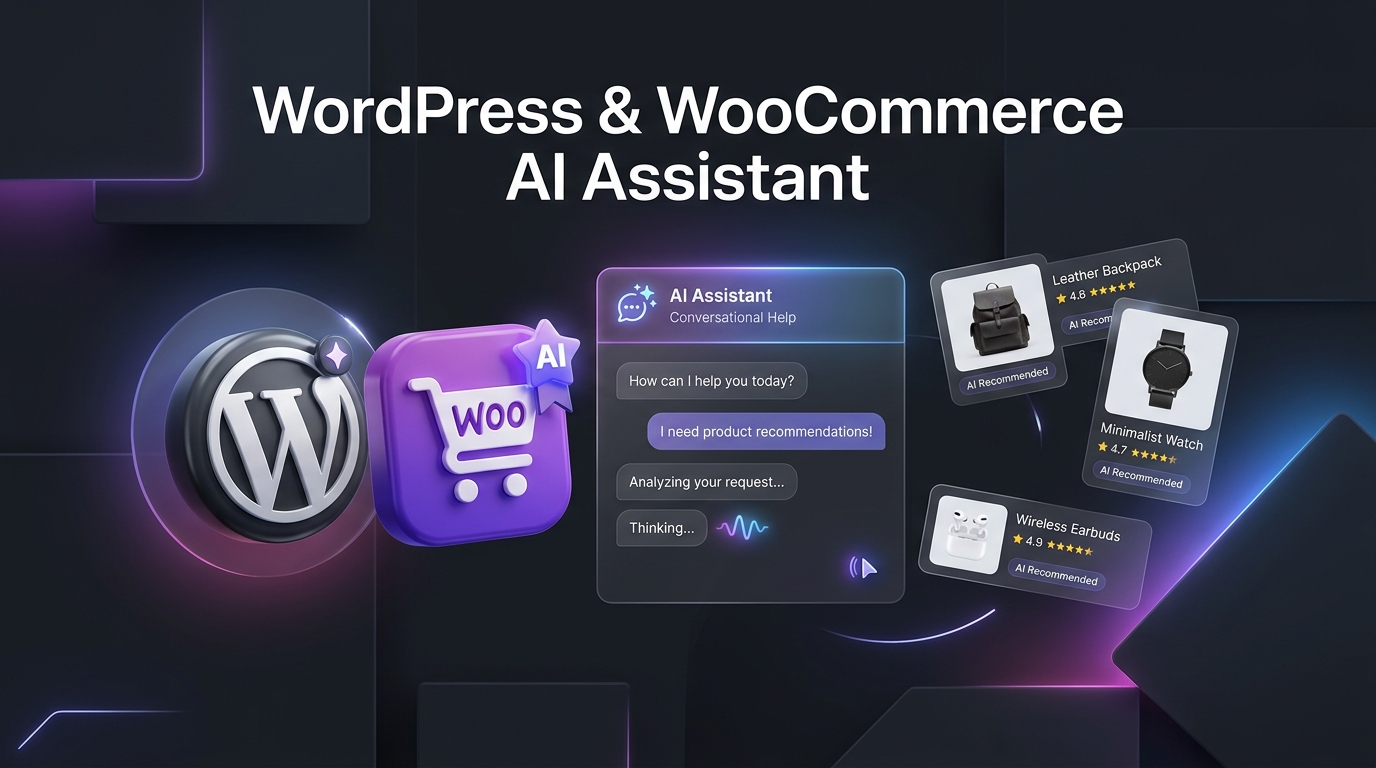 WordPress & WooCommerce
AI Assistant
W
WOO
AI
AI Assistant
Conversational Help
How can I help you today?
I need product recommendations!
Analyzing your request...
Thinking...
Leather Backpack
4.8
AI Recom
AI Recommended
Minimalist Watch
4.7
AI Recommended
Wireless Earbuds
4.9
AI Recommended